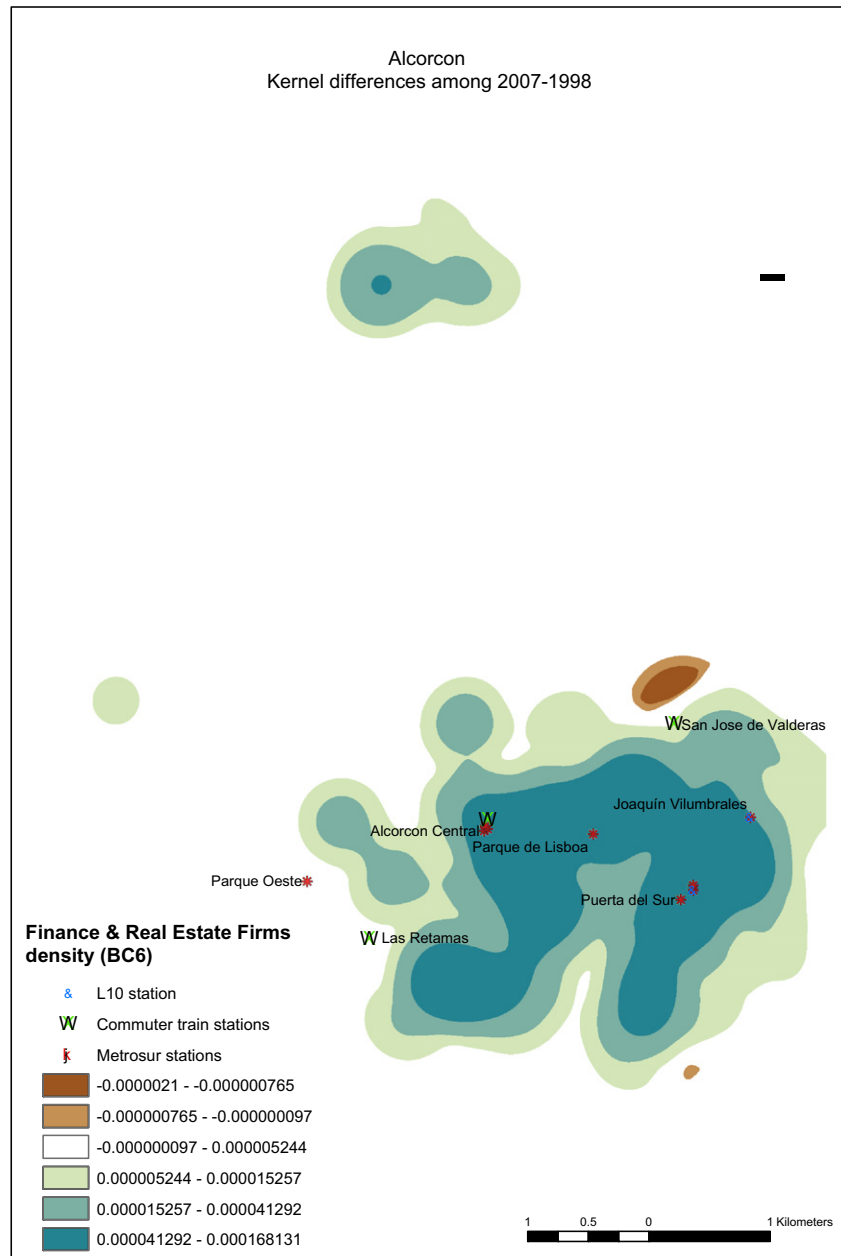 Alcorcon
Kernel differences among 2007-1998
San Jose de Valderas
Joaquín Vilumbrales
Alcorcon Central
Parque de Lisboa
Parque Oeste
Puerta del Sur
Las Retamas
Finance & Real Estate Firms
density (BC6)
& L10 station
W Commuter train stations
Metrosur stations
-0.0000021 - -0.000000765
-0.000000765 - -0.000000097
-0.000000097 - 0.000005244
0.000005244 - 0.000015257
0.000015257 - 0.000041292
0.000041292 - 0.000168131
1 0.5 0 1 Kilometers